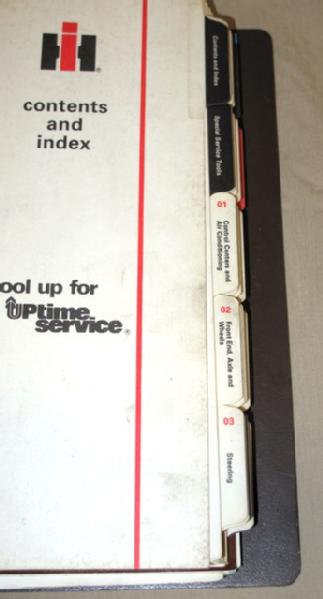 IH
contents
and
index
ool up for
UPtime
service
Contents and Index
Special Service Tools
01
Control Centers and
Air Conditioning
02
Front End, Axle and
Wheels
03
Steering